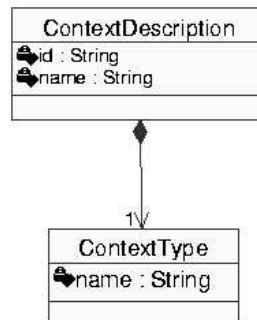 ContextDescription
id : String
name : String
1
ContextType
name : String